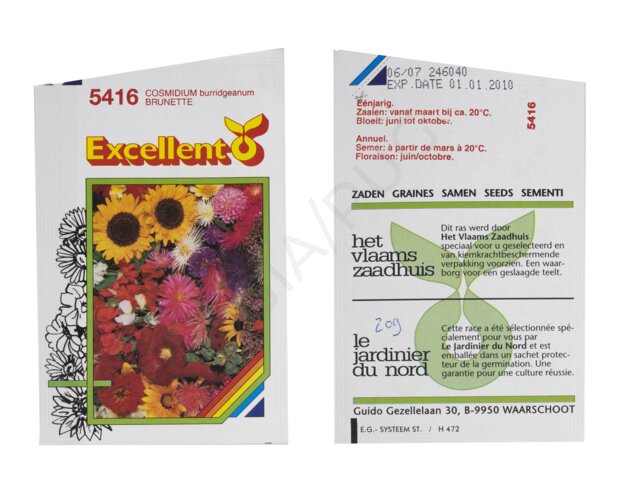 5416 COSMIDIUM burridgeanum
BRUNETTE
Excellent
06/07 246040
EXP.DATE 01.01.2010
Eénjarig.
Zaaien: vanaf maart bij ca. 20°C.
Bloeit: juni tot oktober.
5416
Annuel.
Semer: à partir de mars à 20°C.
Floraison: juin/octobre.
ZADEN GRAINES SAMEN SEEDS SEMENTI
het
vlaams
zaadhuis
Dit ras werd door
Het Vlaams Zaadhuis
speciaal voor u geselecteerd en
van kiemkrachtbeschermende
verpakking voorzien. Een waar-
borg voor een geslaagde teelt.
209
le
jardinier
du nord
Cette race a été sélectionnée spé-
cialement pour vous par
Le Jardinier du Nord et est
emballée dans un sachet protec-
teur de la germination. Une
garantie pour une culture réussie.
Guido Gezellelaan 30, B-9950 WAARSCHOOT
E.G.- SYSTEEM ST. / H 472